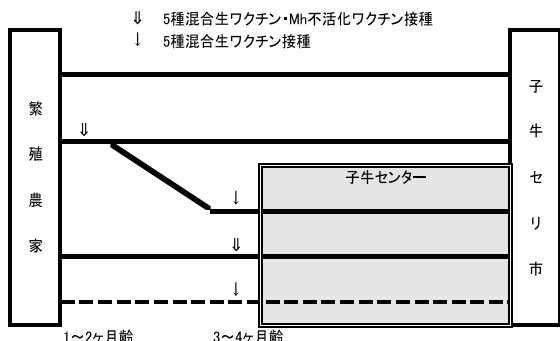 ⇓ 5種混合生ワクチン・Mh不活化ワクチン接種
↓ 5種混合生ワクチン接種
繁殖農家
⇓
子牛センター
↓
⇓
↓
子牛セリ市
1～2ヶ月齢 3～4ヶ月齢